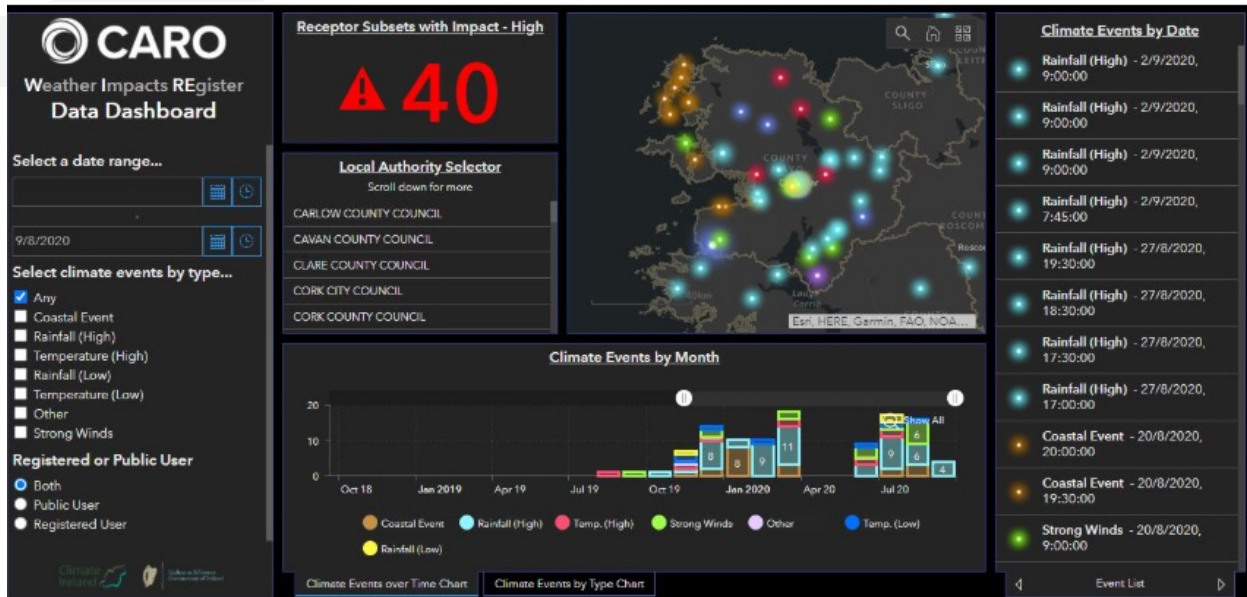 CARO
Weather Impacts REgister
Data Dashboard
Select a date range...
9/8/2020
Select climate events by type...
Any
Coastal Event
Rainfall (High)
Temperature (High)
Rainfall (Low)
Temperature (Low)
Other
Strong Winds
Registered or Public User
Both
Public User
Registered User
Climate
Ireland
Receptor Subsets with Impact - High
40
Local Authority Selector
Scroll down for more
CARLOW COUNTY COUNCIL
CAVAN COUNTY COUNCIL
CLARE COUNTY COUNCIL
CORK CITY COUNCIL
CORK COUNTY COUNCIL
COUNTY
SLIGO
COUNTY
COUNT
ROSCOM
Rosco
40km
Esri, HERE, Garmin, FAO, NOA...
Climate Events by Month
Show All
20
10
0
8
8
9
11
9
6
6
4
Oct 18
Jan 2019
Apr 19
Jul 19
Oct 19
Jan 2020
Apr 20
Jul 20
Coastal Event
Rainfall (High)
Temp. (High)
Strong Winds
Other
Temp. (Low)
Rainfall (Low)
Climate Events over Time Chart
Climate Events by Type Chart
Climate Events by Date
Rainfall (High) - 2/9/2020,
9:00:00
Rainfall (High) - 2/9/2020,
9:00:00
Rainfall (High) - 2/9/2020,
9:00:00
Rainfall (High) - 2/9/2020,
7:45:00
Rainfall (High) - 27/8/2020,
19:30:00
Rainfall (High) - 27/8/2020,
18:30:00
Rainfall (High) - 27/8/2020,
17:30:00
Rainfall (High) - 27/8/2020,
17:00:00
Coastal Event - 20/8/2020,
20:00:00
Coastal Event - 20/8/2020,
19:30:00
Strong Winds - 20/8/2020,
9:00:00
Event List